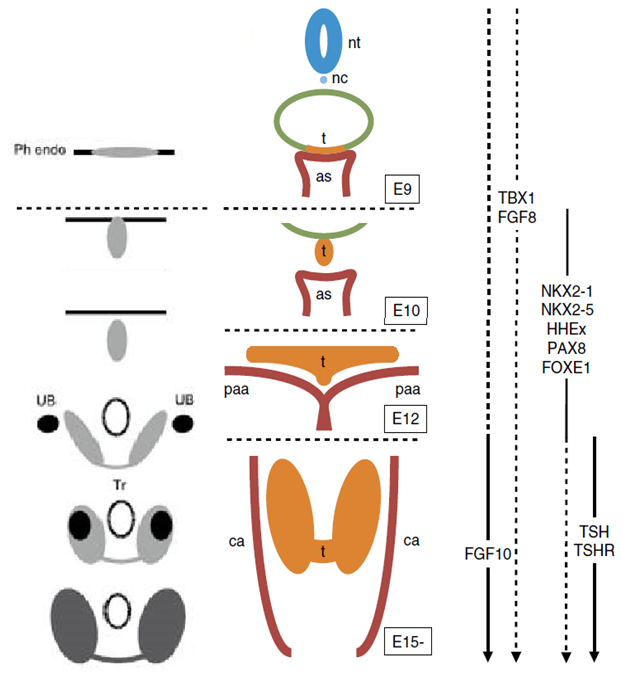 nt
nc
t
Ph endo
as
E9
TBX1
FGF8
t
as
E10
NKX2-1
NKX2-5
HHEx
PAX8
FOXE1
t
paa
paa
UB
UB
E12
Tr
ca
t
ca
FGF10
TSH
TSHR
E15-